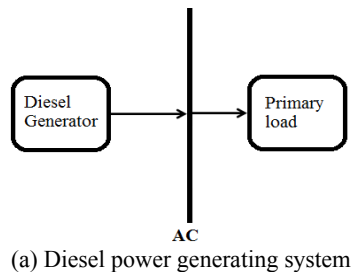 Diesel
Generator
Primary
load
AC
(a) Diesel power generating system